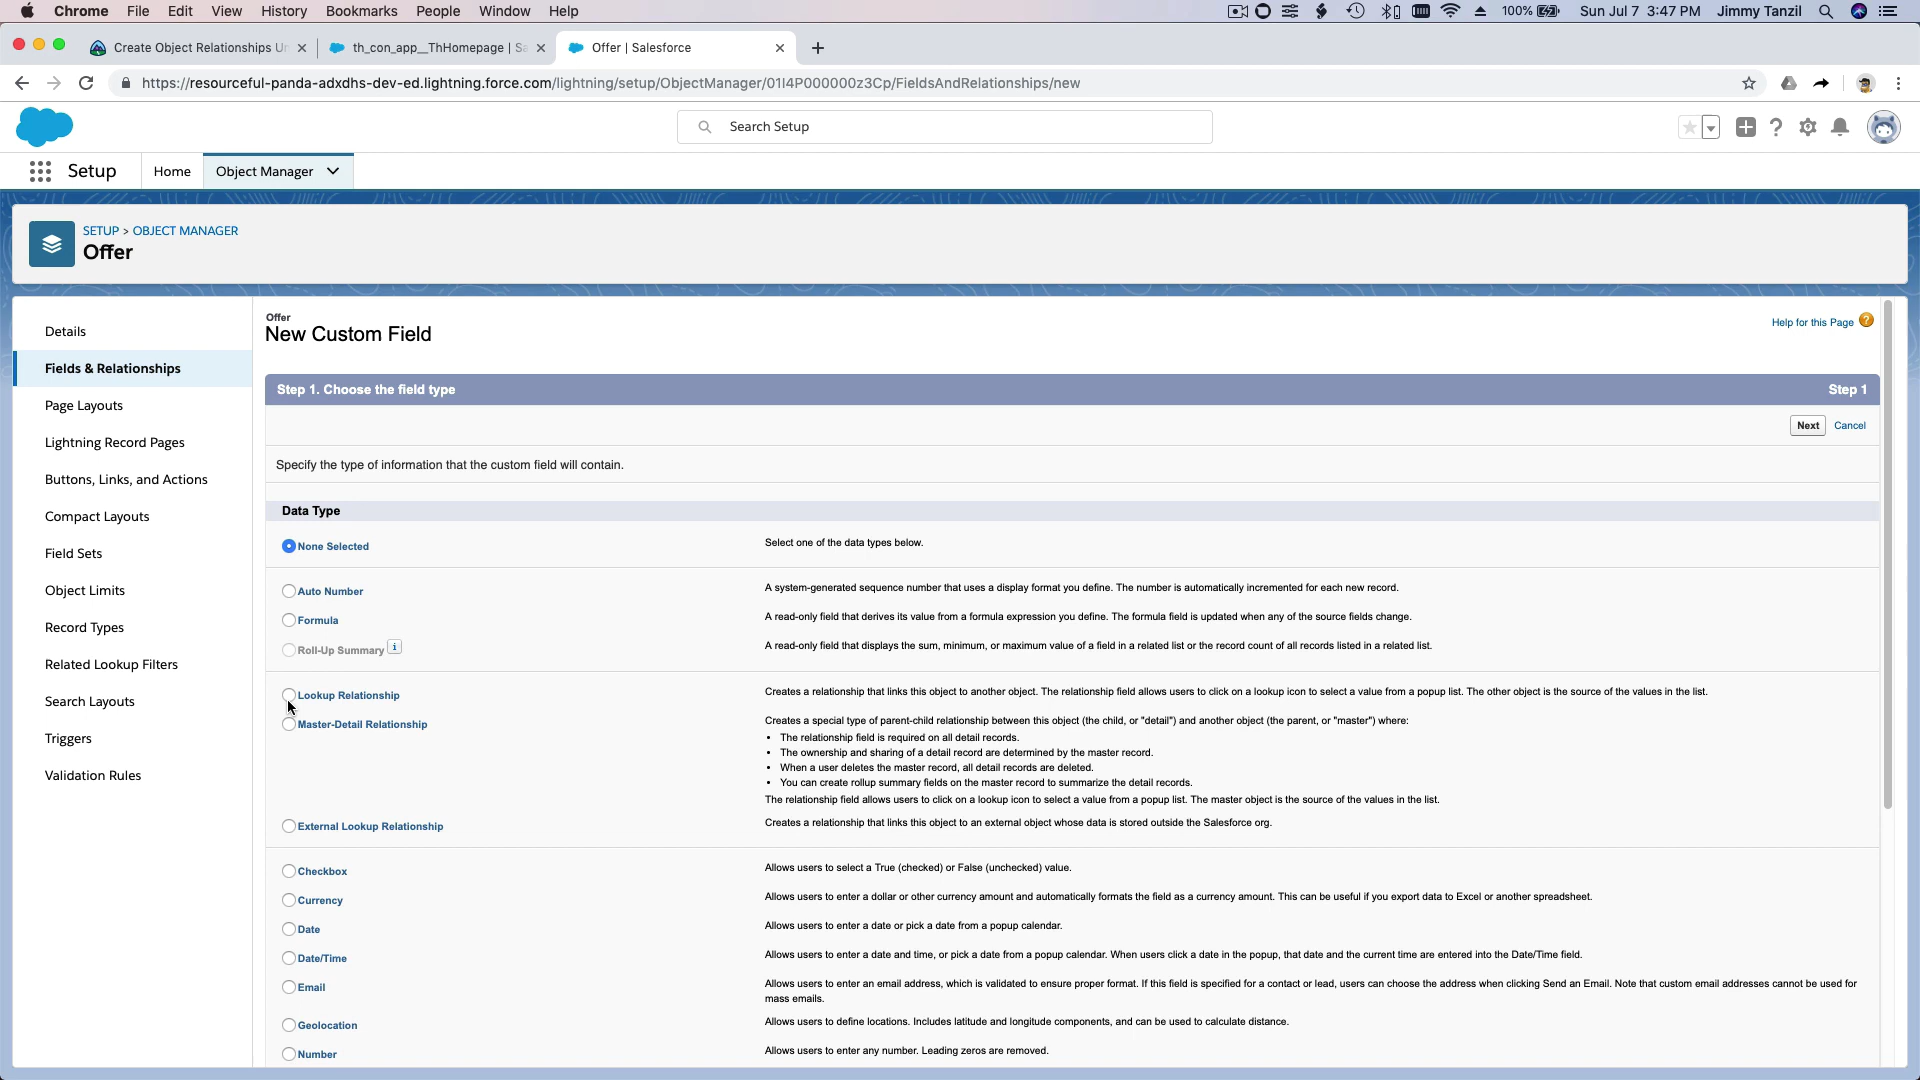 Chrome File Edit View History Bookmarks People Window Help 100% Sun Jul 7 3:47 PM Jimmy Tanzil
Create Object Relationships Un th_con_app__ThHomepage | Sa Offer | Salesforce
https://resourceful-panda-adxdhs-dev-ed.lightning.force.com/lightning/setup/ObjectManager/01I4P000000z3Cp/FieldsAndRelationships/new
Search Setup
Setup Home Object Manager
SETUP > OBJECT MANAGER
Offer
Details
Fields & Relationships
Page Layouts
Lightning Record Pages
Buttons, Links, and Actions
Compact Layouts
Field Sets
Object Limits
Record Types
Related Lookup Filters
Search Layouts
Triggers
Validation Rules
Offer
New Custom Field
Help for this Page ?
Step 1. Choose the field type Step 1
Next Cancel
Specify the type of information that the custom field will contain.
Data Type
None Selected Select one of the data types below.
Auto Number A system-generated sequence number that uses a display format you define. The number is automatically incremented for each new record.
Formula A read-only field that derives its value from a formula expression you define. The formula field is updated when any of the source fields change.
Roll-Up Summary i A read-only field that displays the sum, minimum, or maximum value of a field in a related list or the record count of all records listed in a related list.
Lookup Relationship Creates a relationship that links this object to another object. The relationship field allows users to click on a lookup icon to select a value from a popup list. The other object is the source of the values in the list.
Master-Detail Relationship Creates a special type of parent-child relationship between this object (the child, or "detail") and another object (the parent, or "master") where:
• The relationship field is required on all detail records.
• The ownership and sharing of a detail record are determined by the master record.
• When a user deletes the master record, all detail records are deleted.
• You can create rollup summary fields on the master record to summarize the detail records.
The relationship field allows users to click on a lookup icon to select a value from a popup list. The master object is the source of the values in the list.
External Lookup Relationship Creates a relationship that links this object to an external object whose data is stored outside the Salesforce org.
Checkbox Allows users to select a True (checked) or False (unchecked) value.
Currency Allows users to enter a dollar or other currency amount and automatically formats the field as a currency amount. This can be useful if you export data to Excel or another spreadsheet.
Date Allows users to enter a date or pick a date from a popup calendar.
Date/Time Allows users to enter a date and time, or pick a date from a popup calendar. When users click a date in the popup, that date and the current time are entered into the Date/Time field.
Email Allows users to enter an email address, which is validated to ensure proper format. If this field is specified for a contact or lead, users can choose the address when clicking Send an Email. Note that custom email addresses cannot be used for
mass emails.
Geolocation Allows users to define locations. Includes latitude and longitude components, and can be used to calculate distance.
Number Allows users to enter any number. Leading zeros are removed.